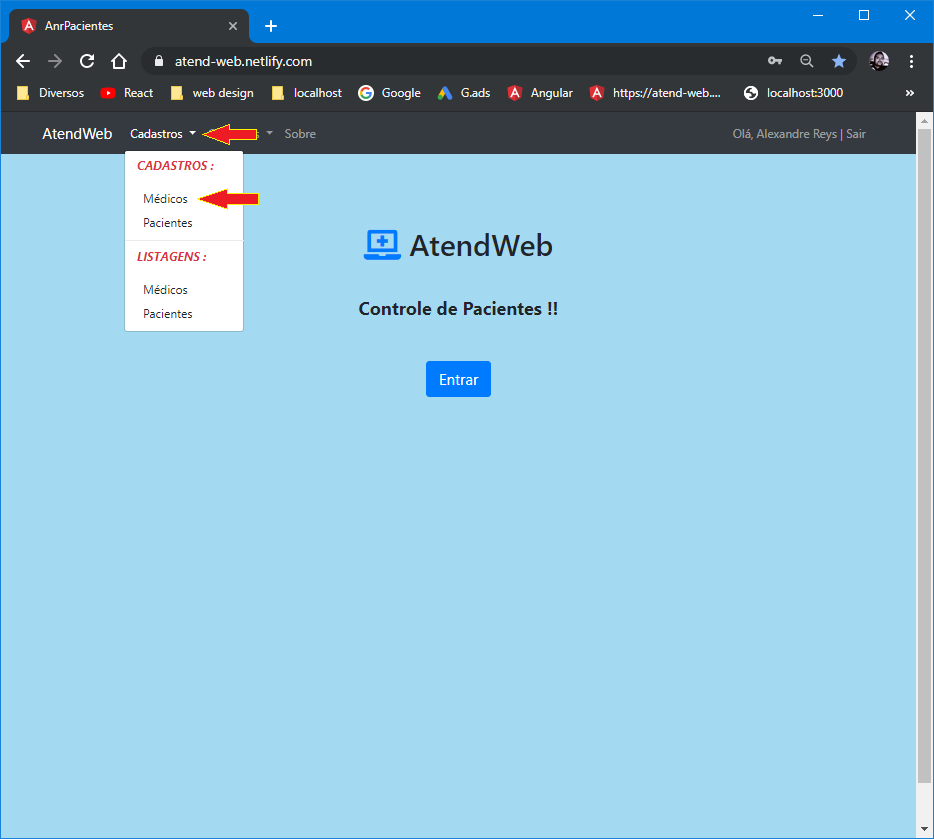 AnrPacientes
atend-web.netlify.com
Diversos React web design localhost Google G.ads Angular https://atend-web.... localhost:3000 »
AtendWeb Cadastros Sobre Olá, Alexandre Reys | Sair
CADASTROS :
Médicos
Pacientes
LISTAGENS :
Médicos
Pacientes
AtendWeb
Controle de Pacientes !!
Entrar